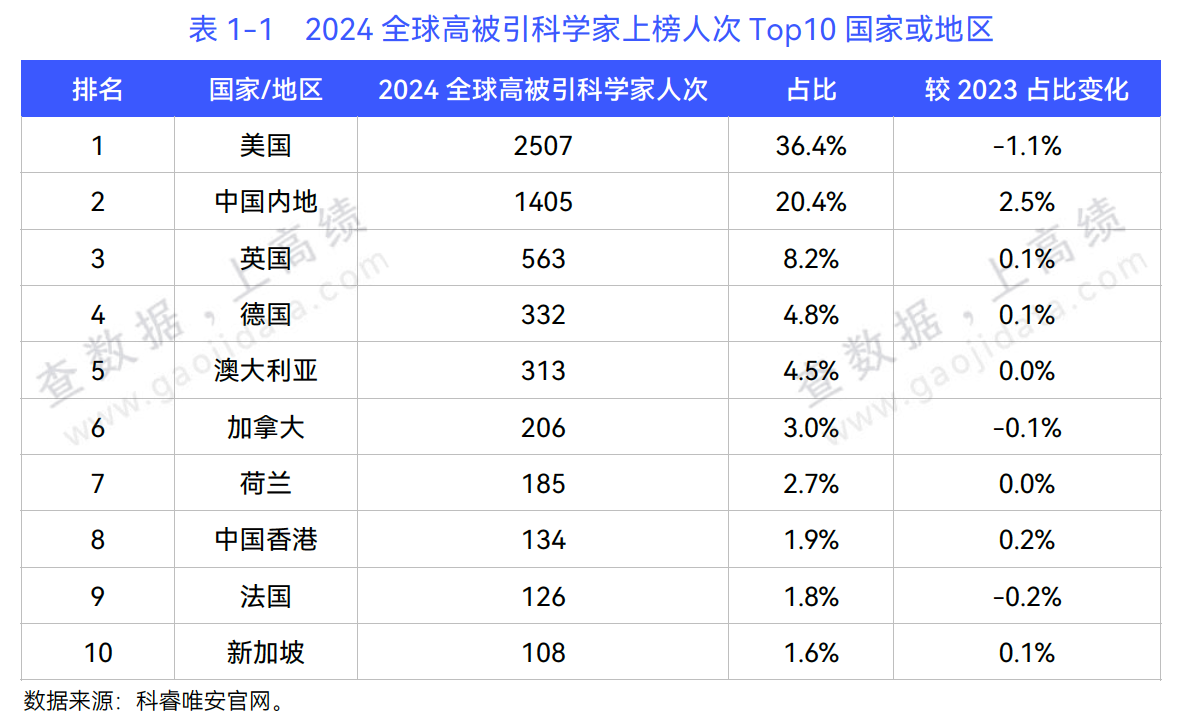 表 1-1 2024 全球高被引科学家上榜人次 Top10 国家或地区
排名 国家/地区 2024 全球高被引科学家人次 占比 较 2023 占比变化
1 美国 2507 36.4% -1.1%
2 中国内地 1405 20.4% 2.5%
3 英国 563 8.2% 0.1%
4 德国 332 4.8% 0.1%
5 澳大利亚 313 4.5% 0.0%
6 加拿大 206 3.0% -0.1%
7 荷兰 185 2.7% 0.0%
8 中国香港 134 1.9% 0.2%
9 法国 126 1.8% -0.2%
10 新加坡 108 1.6% 0.1%
数据来源：科睿唯安官网。
查数据，上高绩
www.gaojidata.com
查数据，上高绩
www.gaojidata.com